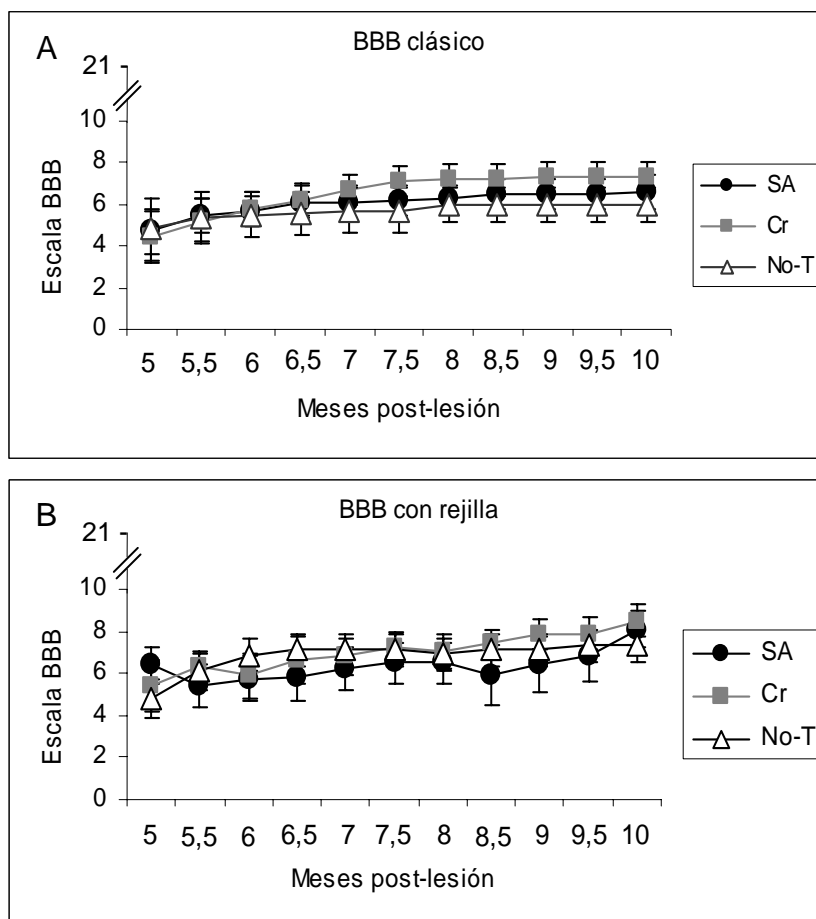 A
BBB clásico
21
10
8
6
4
2
0
Escala BBB
5 5,5 6 6,5 7 7,5 8 8,5 9 9,5 10
Meses post-lesión
SA
Cr
No-T
B
BBB con rejilla
21
10
8
6
4
2
0
Escala BBB
5 5,5 6 6,5 7 7,5 8 8,5 9 9,5 10
Meses post-lesión
SA
Cr
No-T